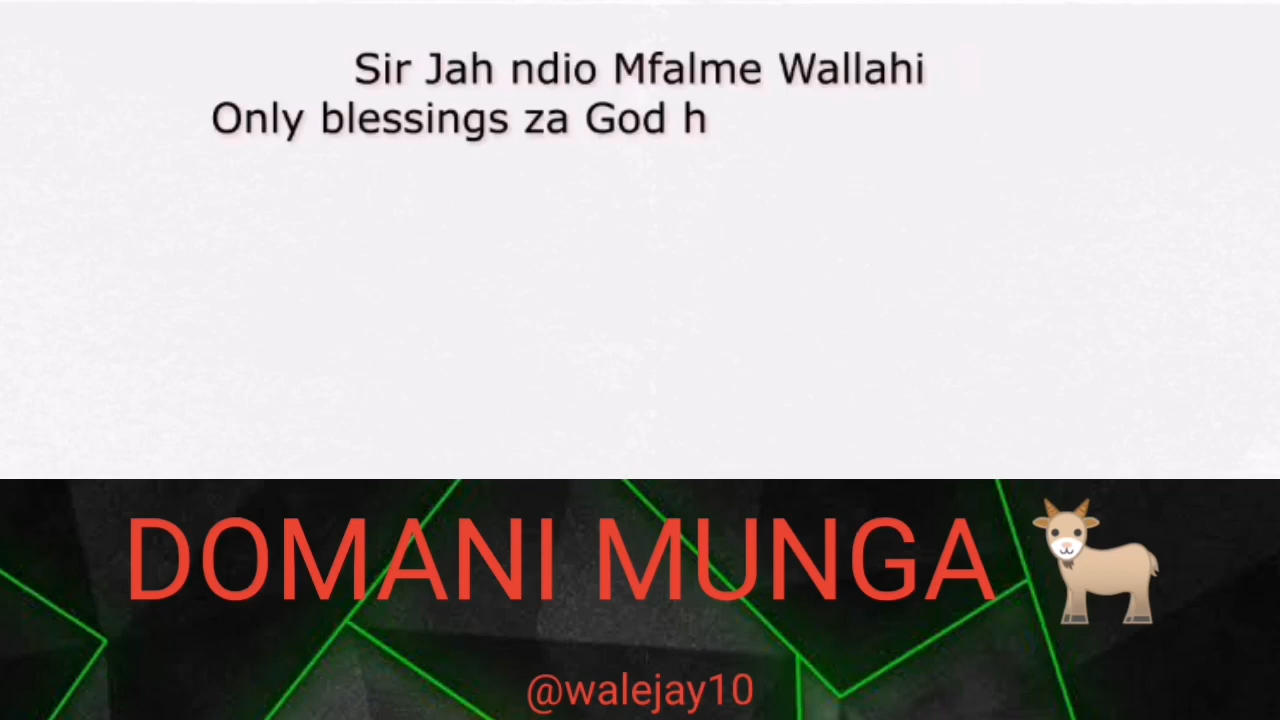 Sir Jah ndio Mfalme Wallahi
Only blessings za God h
DOMANI MUNGA 🐐
@walejay10